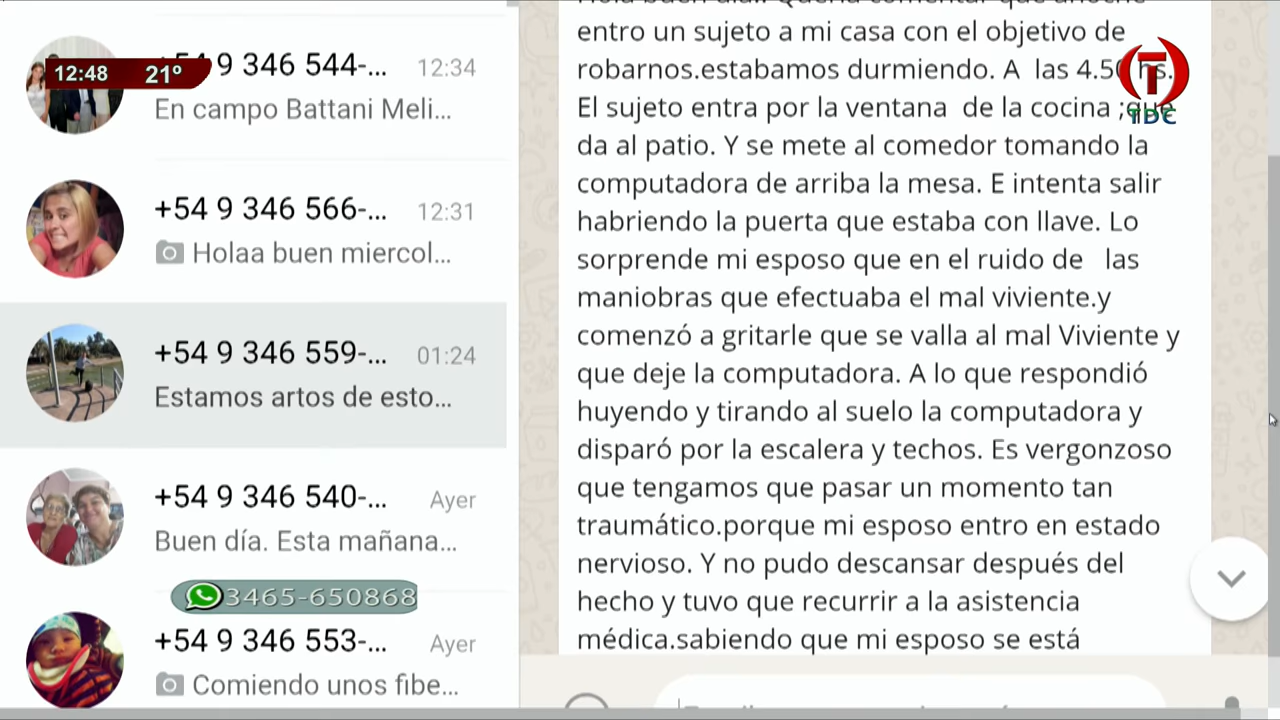 12:48 21º
9 346 544-... 12:34
En campo Battani Meli...
+54 9 346 566-... 12:31
Holaa buen miercol...
+54 9 346 559-... 01:24
Estamos artos de esto...
+54 9 346 540-... Ayer
Buen día. Esta mañana...
3465-650868
+54 9 346 553-... Ayer
Comiendo unos fibe...
entro un sujeto a mi casa con el objetivo de
robarnos.estabamos durmiendo. A las 4.50 hs.
El sujeto entra por la ventana de la cocina ;que
da al patio. Y se mete al comedor tomando la
computadora de arriba la mesa. E intenta salir
habriendo la puerta que estaba con llave. Lo
sorprende mi esposo que en el ruido de las
maniobras que efectuaba el mal viviente.y
comenzó a gritarle que se valla al mal Viviente y
que deje la computadora. A lo que respondió
huyendo y tirando al suelo la computadora y
disparó por la escalera y techos. Es vergonzoso
que tengamos que pasar un momento tan
traumático.porque mi esposo entro en estado
nervioso. Y no pudo descansar después del
hecho y tuvo que recurrir a la asistencia
médica.sabiendo que mi esposo se está
T
TDC